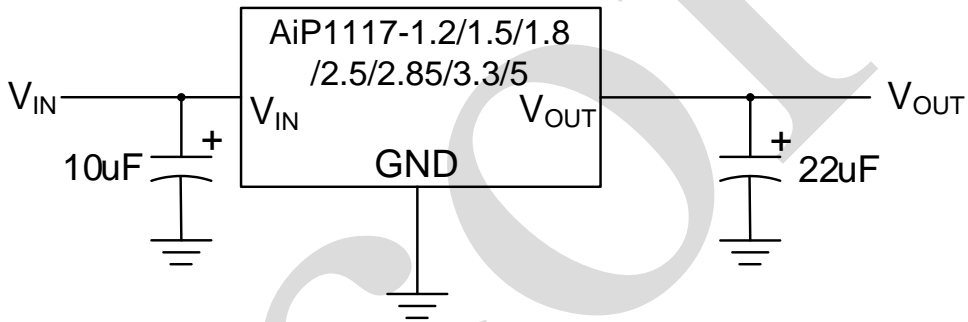 AiP1117-1.2/1.5/1.8
/2.5/2.85/3.3/5
VIN
VIN
VOUT
VOUT
10uF
+
GND
+
22uF